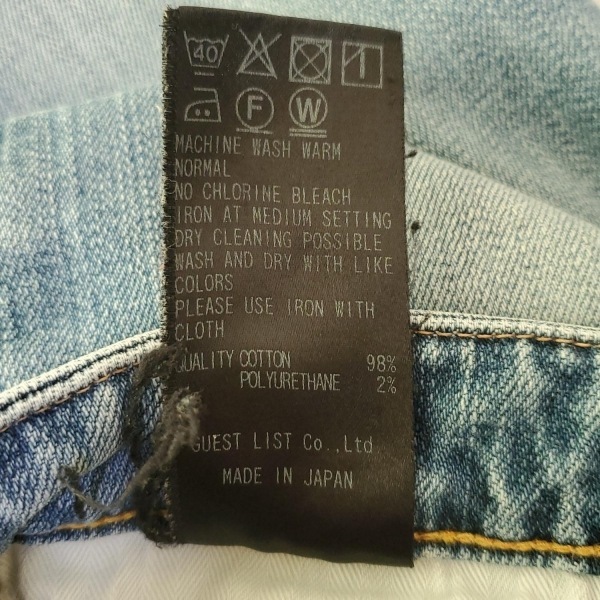 40
F W
MACHINE WASH WARM
NORMAL
NO CHLORINE BLEACH
IRON AT MEDIUM SETTING
DRY CLEANING POSSIBLE
WASH AND DRY WITH LIKE
COLORS
PLEASE USE IRON WITH
CLOTH
QUALITY COTTON 98%
POLYURETHANE 2%
GUEST LIST Co.,Ltd
MADE IN JAPAN